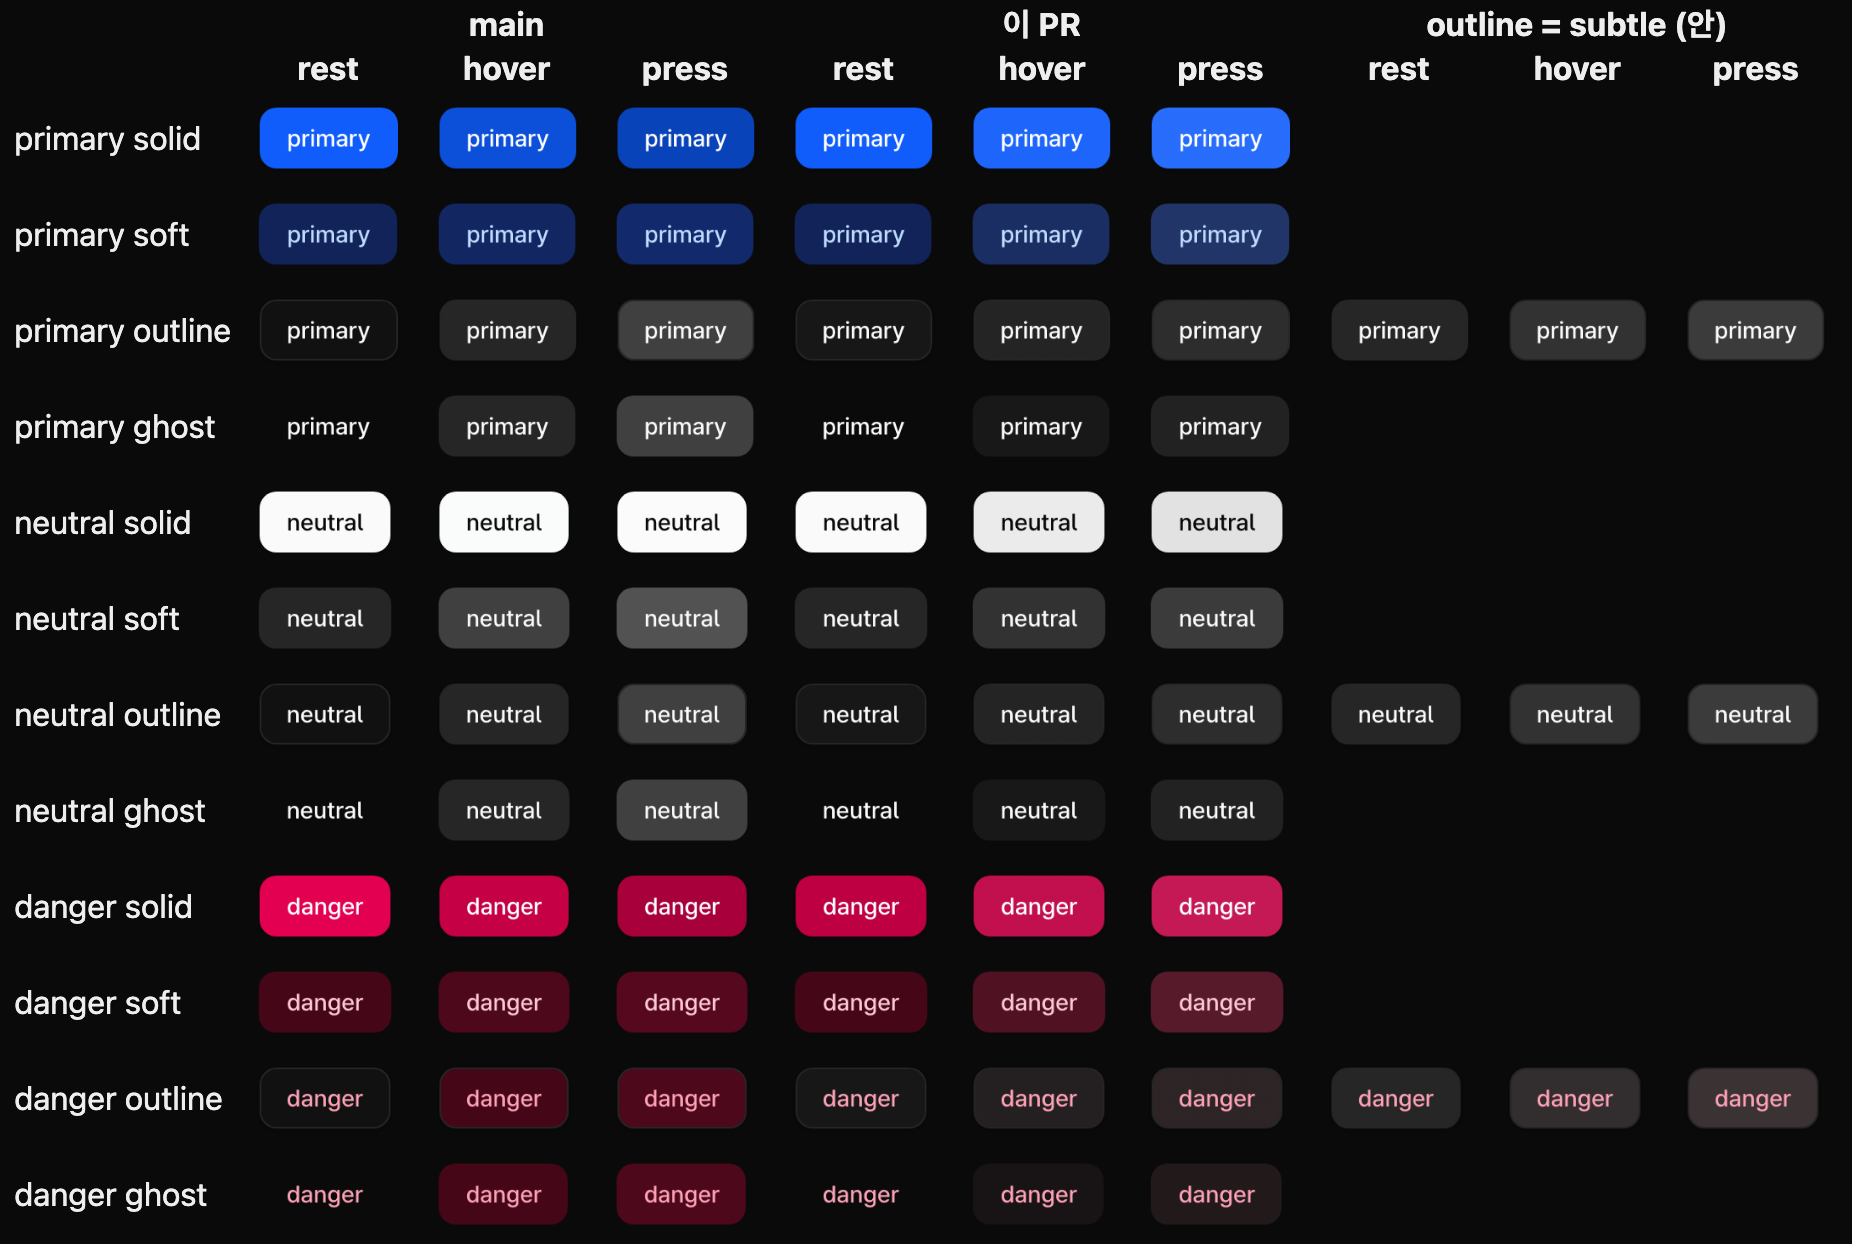 main 이 PR outline = subtle (안)
rest hover press rest hover press rest hover press
primary solid primary primary primary primary primary primary
primary soft primary primary primary primary primary primary
primary outline primary primary primary primary primary primary primary primary primary
primary ghost primary primary primary primary primary primary
neutral solid neutral neutral neutral neutral neutral neutral
neutral soft neutral neutral neutral neutral neutral neutral
neutral outline neutral neutral neutral neutral neutral neutral neutral neutral neutral
neutral ghost neutral neutral neutral neutral neutral neutral
danger solid danger danger danger danger danger danger
danger soft danger danger danger danger danger danger
danger outline danger danger danger danger danger danger danger danger danger
danger ghost danger danger danger danger danger danger